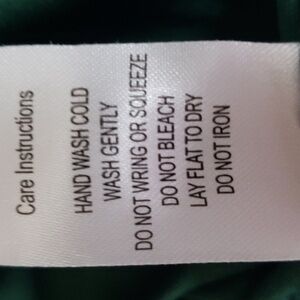 Care Instructions
HAND WASH COLD
WASH GENTLY
DO NOT WRING OR SQUEEZE
DO NOT BLEACH
LAY FLAT TO DRY
DO NOT IRON